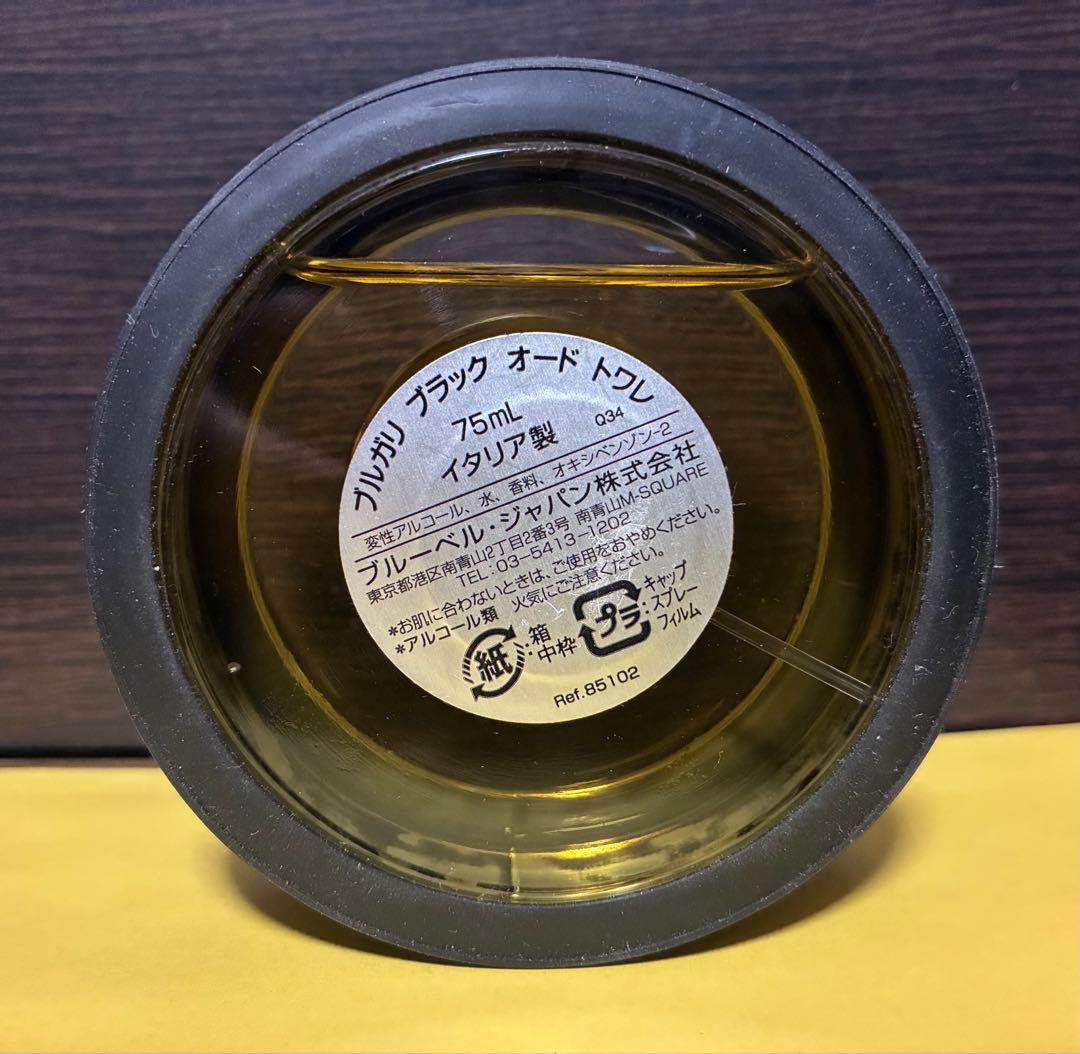 ブルガリ ブラック オード トワレ
75mL
イタリア製 Q34
変性アルコール、水、香料、オキシベンゾン-2
ブルーベル・ジャパン株式会社
東京都港区南青山2丁目2番3号 南青山M-SQUARE
TEL:03-5413-1202
*お肌に合わないときは、ご使用をおやめください。
*アルコール類 火気にご注意ください。
紙:箱
中枠
プラ:キャップ
スプレー
フィルム
Ref.85102